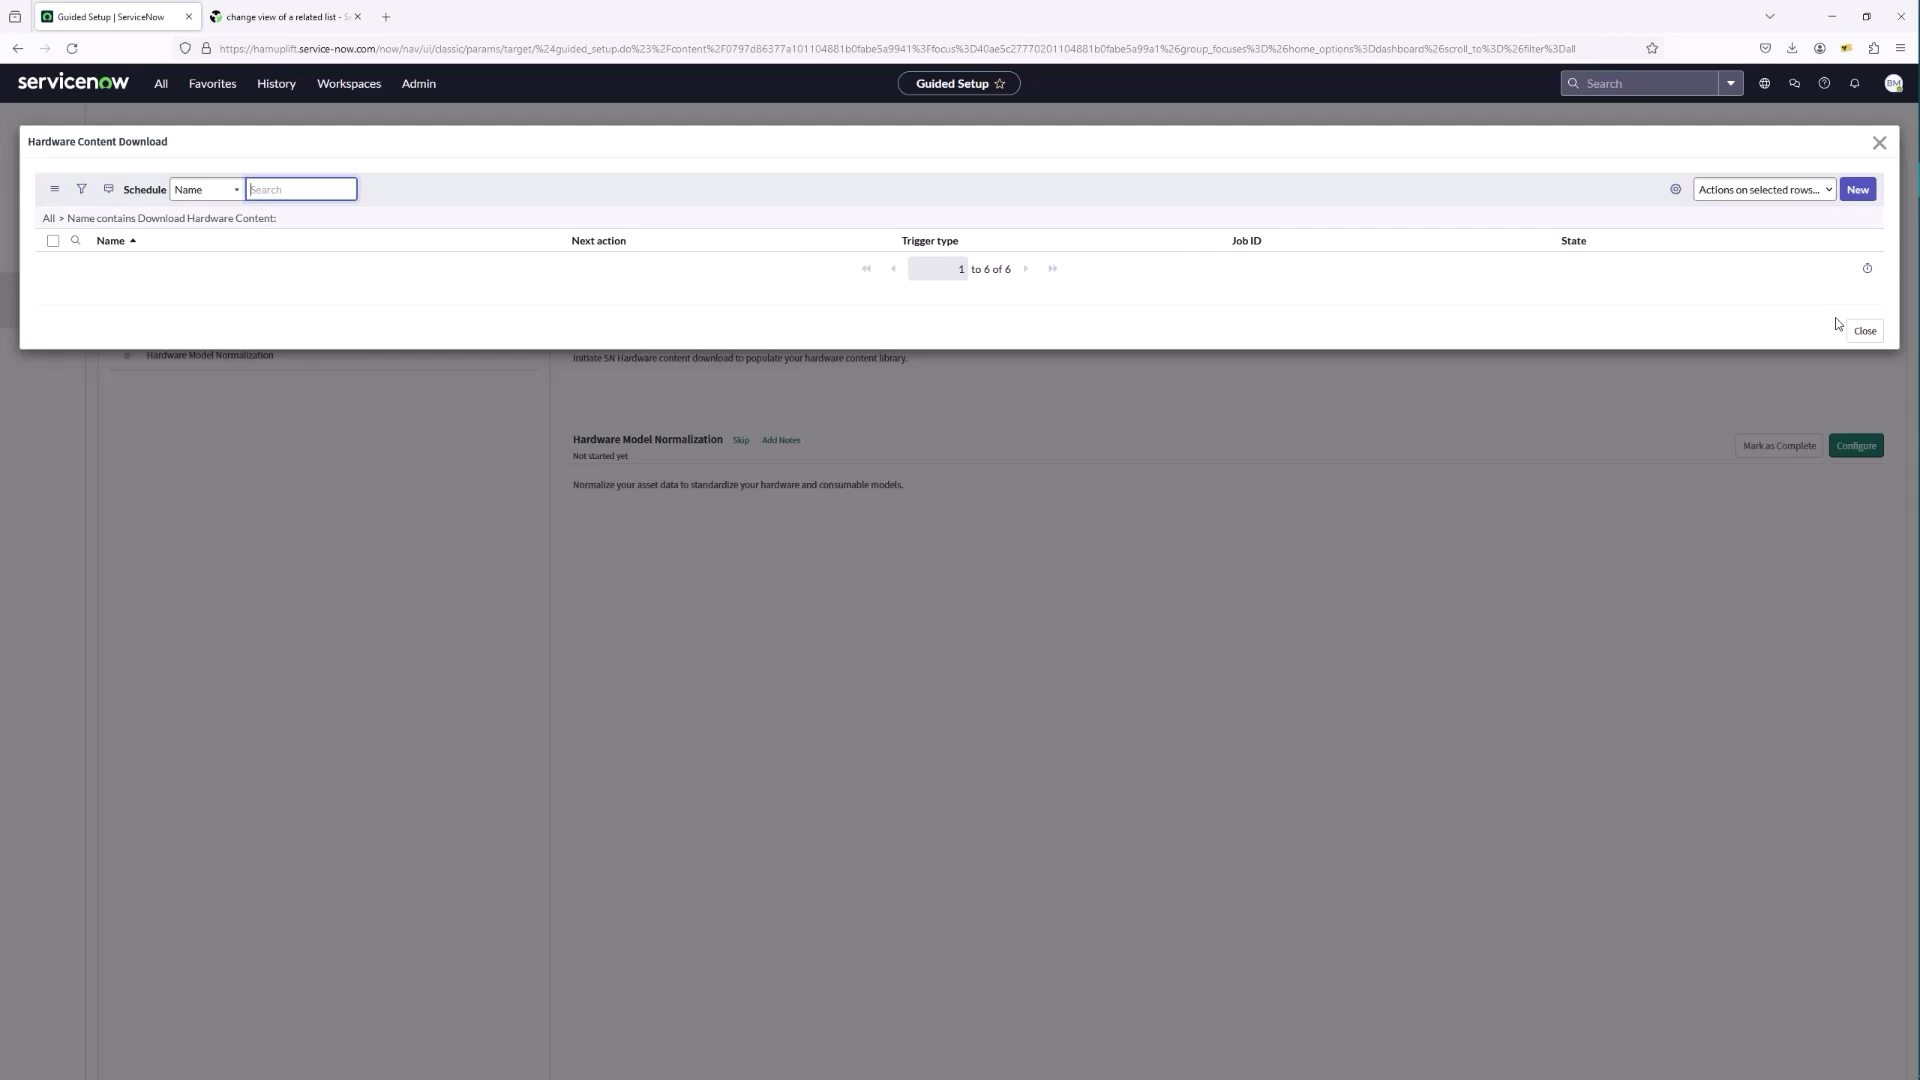 Guided Setup | ServiceNow
change view of a related list - S
https://hamuplift.service-now.com/now/nav/ui/classic/params/target/%24guided_setup.do%23%2Fcontent%2F0797d86377a101104881b0fabe5a9941%3Ffocus%3D40ae5c27770201104881b0fabe5a99a1%26group_focuses%3D%26home_options%3Ddashboard%26scroll_to%3D%26filter%3Dall
servicenow All Favorites History Workspaces Admin
Guided Setup
Search
BM
Hardware Content Download
Schedule Name Search
Actions on selected rows... New
All > Name contains Download Hardware Content:
Name Next action Trigger type Job ID State
1 to 6 of 6
Close
Hardware Model Normalization
Initiate SN Hardware content download to populate your hardware content library.
Hardware Model Normalization Skip Add Notes
Mark as Complete Configure
Not started yet
Normalize your asset data to standardize your hardware and consumable models.